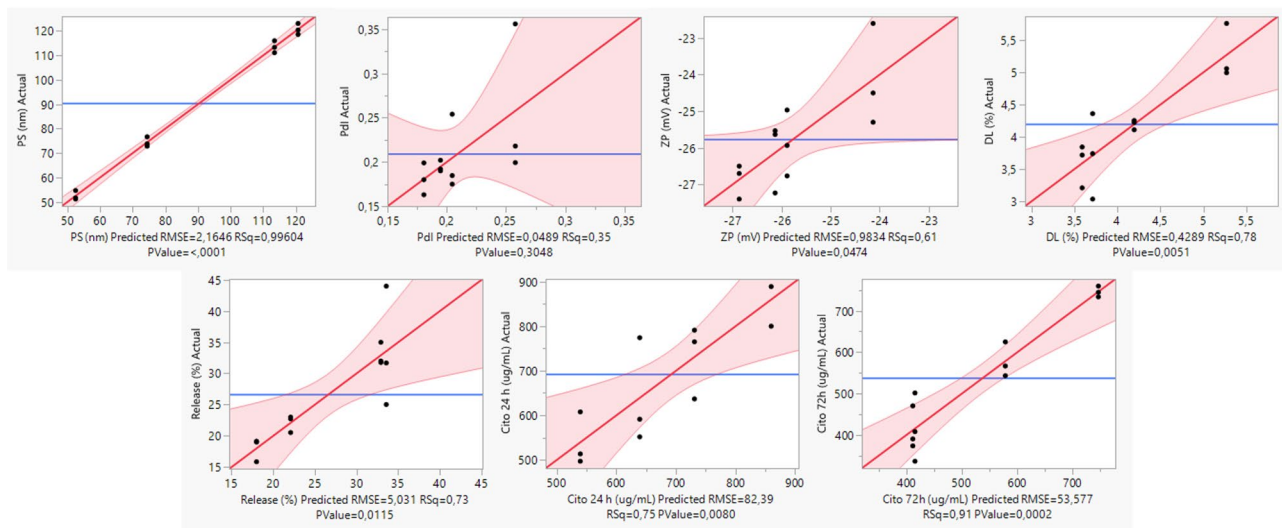 PS (nm) Actual
120
110
100
90
80
70
60
50
50 60 70 80 90 100 110 120
PS (nm) Predicted RMSE=2,1646 RSq=0,99604
PValue=<,0001
PdI Actual
0,35
0,3
0,25
0,2
0,15
0,15 0,2 0,25 0,3 0,35
PdI Predicted RMSE=0,0489 RSq=0,35
PValue=0,3048
ZP (mV) Actual
-23
-24
-25
-26
-27
-27 -26 -25 -24 -23
ZP (mV) Predicted RMSE=0,9834 RSq=0,61
PValue=0,0474
DL (%) Actual
5,5
5
4,5
4
3,5
3
3 3,5 4 4,5 5 5,5
DL (%) Predicted RMSE=0,4289 RSq=0,78
PValue=0,0051
Release (%) Actual
45
40
35
30
25
20
15
15 20 25 30 35 40 45
Release (%) Predicted RMSE=5,031 RSq=0,73
PValue=0,0115
Cito 24 h (ug/mL) Actual
900
800
700
600
500
500 600 700 800 900
Cito 24 h (ug/mL) Predicted RMSE=82,39
RSq=0,75 PValue=0,0080
Cito 72h (ug/mL) Actual
700
600
500
400
400 500 600 700
Cito 72h (ug/mL) Predicted RMSE=53,577
RSq=0,91 PValue=0,0002